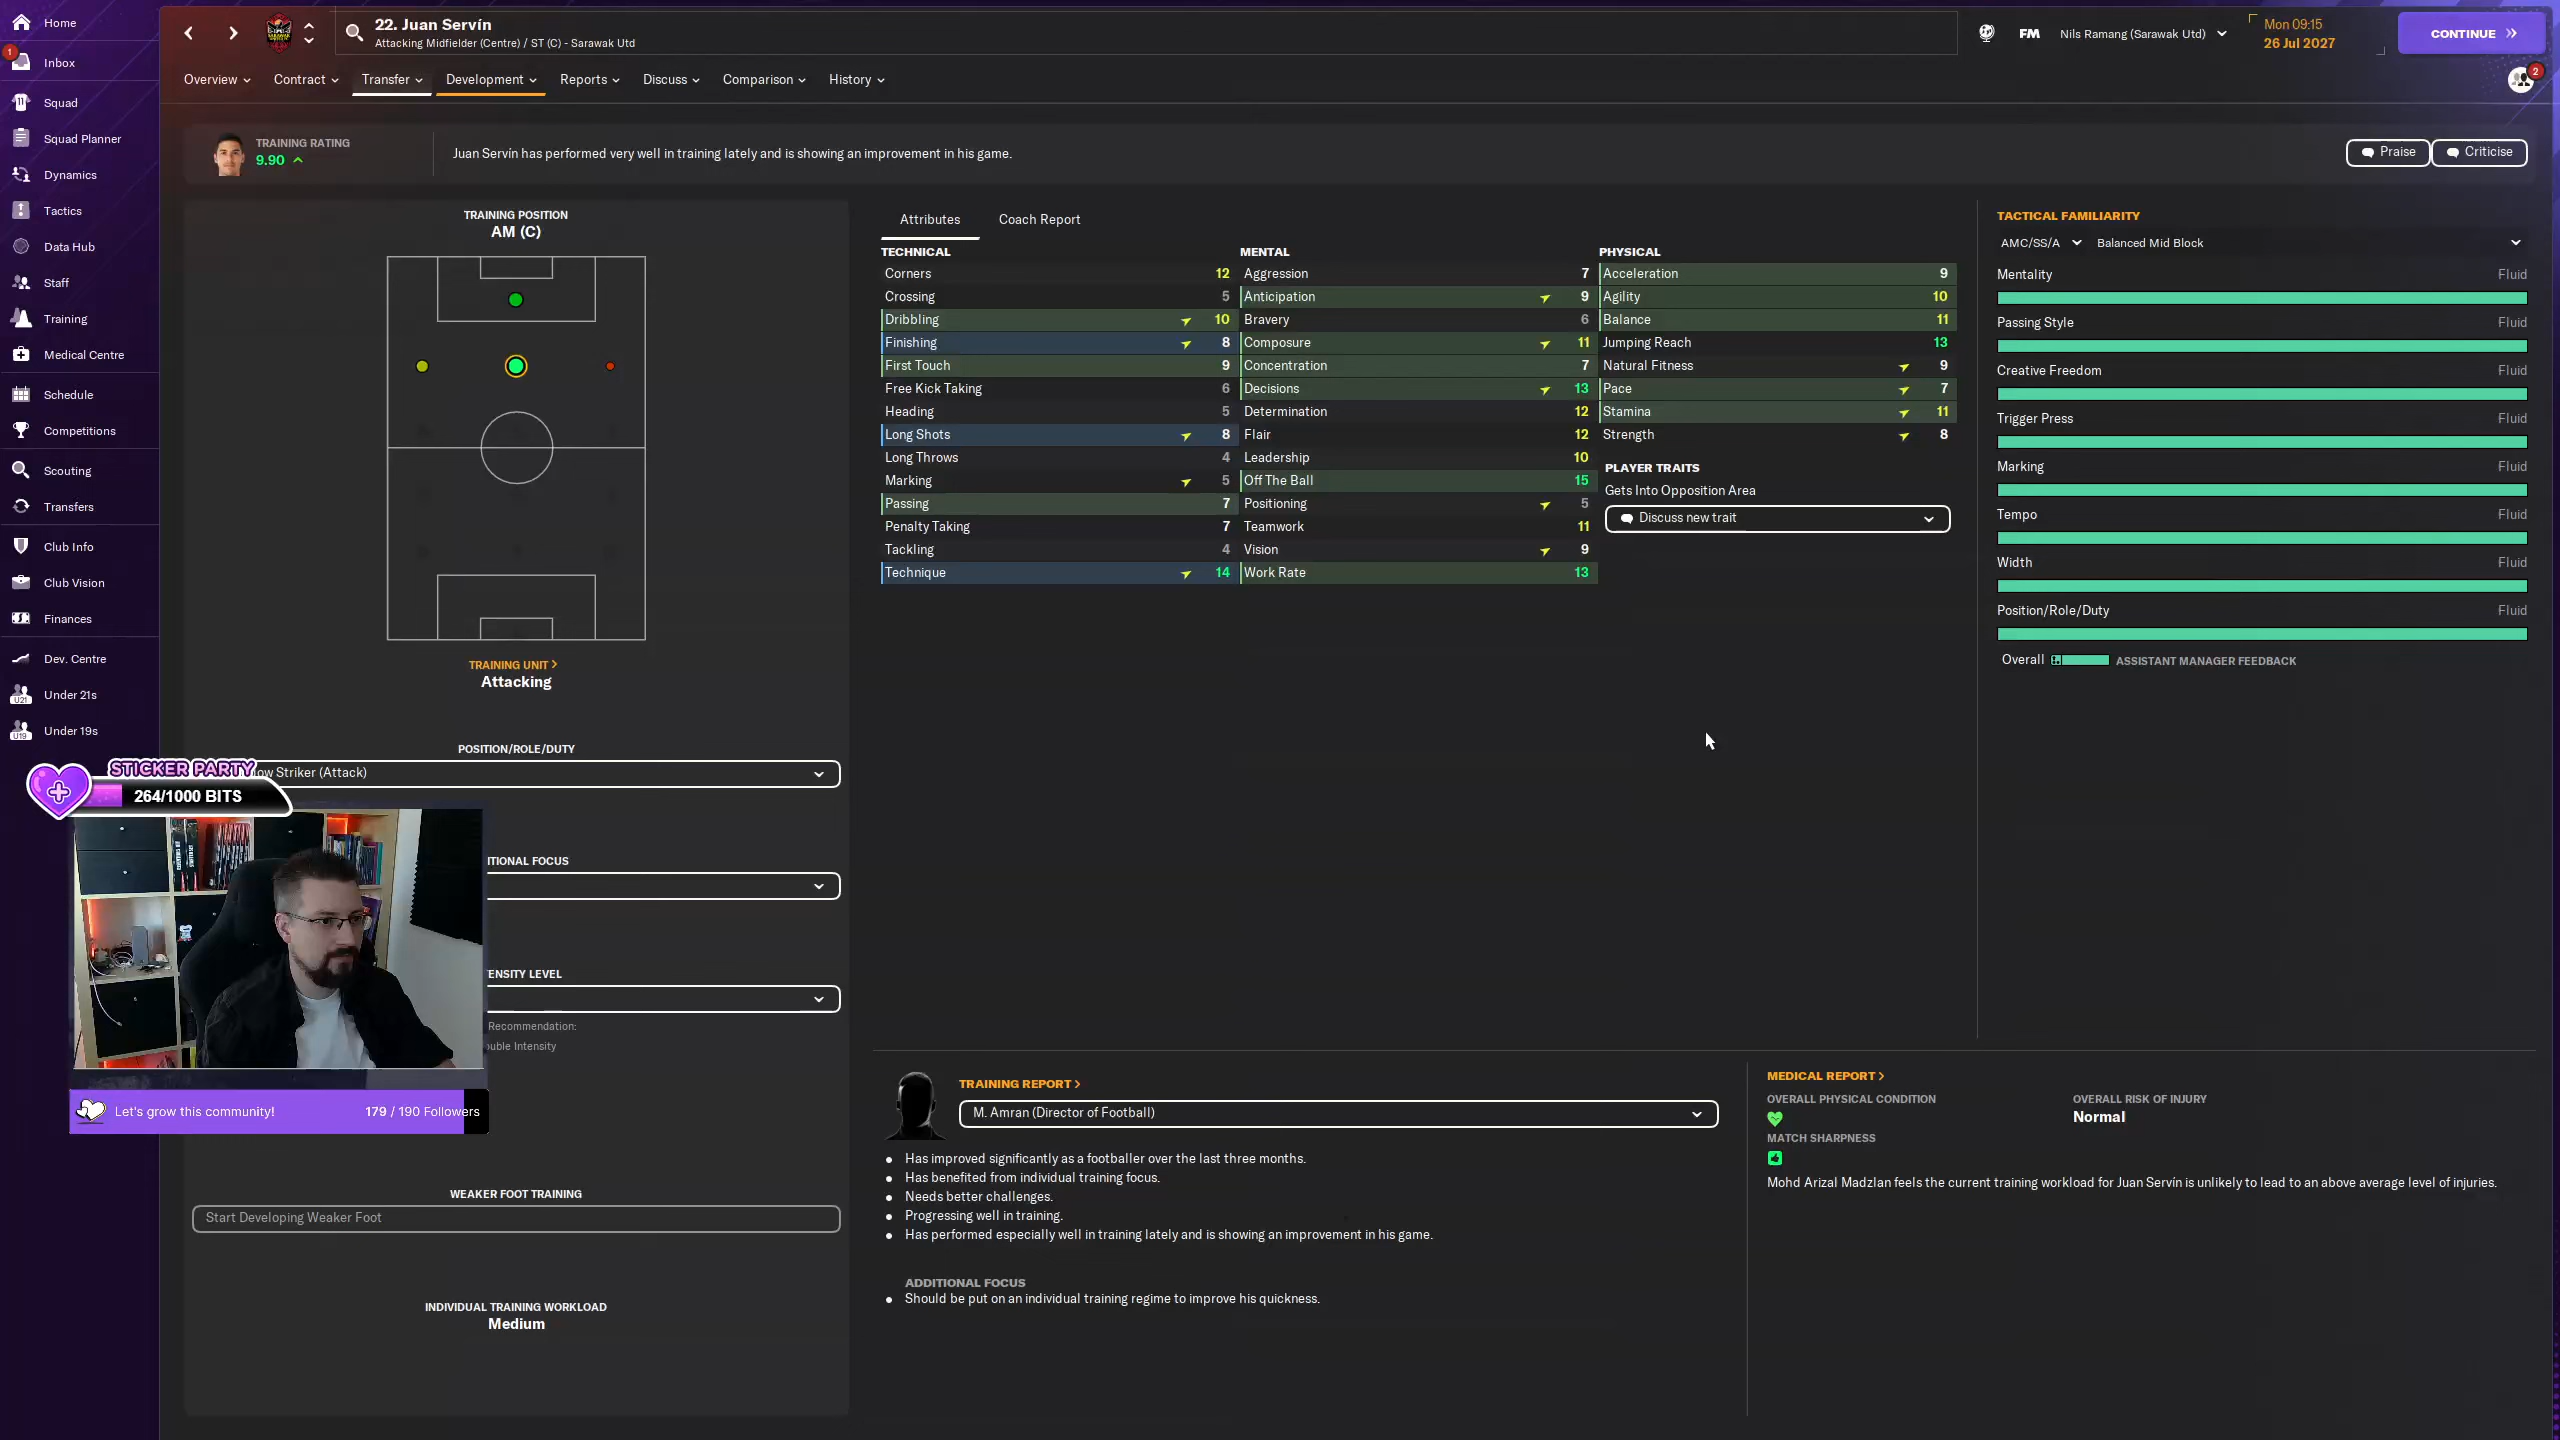 Home
Inbox
1
Squad
Squad Planner
Dynamics
Tactics
Data Hub
Staff
Training
Medical Centre
Schedule
Competitions
Scouting
Transfers
Club Info
Club Vision
Finances
Dev. Centre
Under 21s
Under 19s
22. Juan Servín
Attacking Midfielder (Centre) / ST (C) - Sarawak Utd
FM
Nils Ramang (Sarawak Utd)
Mon 09:15
26 Jul 2027
CONTINUE
2
Overview
Contract
Transfer
Development
Reports
Discuss
Comparison
History
TRAINING RATING
9.90
Juan Servín has performed very well in training lately and is showing an improvement in his game.
Praise
Criticise
TRAINING POSITION
AM (C)
TRAINING UNIT >
Attacking
POSITION/ROLE/DUTY
ow Striker (Attack)
ITIONAL FOCUS
ENSITY LEVEL
Recommendation:
ouble Intensity
WEAKER FOOT TRAINING
Start Developing Weaker Foot
INDIVIDUAL TRAINING WORKLOAD
Medium
STICKER PARTY
264/1000 BITS
Let's grow this community!
179 / 190 Followers
Attributes
Coach Report
TECHNICAL
Corners 12
Crossing 5
Dribbling 10
Finishing 8
First Touch 9
Free Kick Taking 6
Heading 5
Long Shots 8
Long Throws 4
Marking 5
Passing 7
Penalty Taking 7
Tackling 4
Technique 14
MENTAL
Aggression 7
Anticipation 9
Bravery 6
Composure 11
Concentration 7
Decisions 13
Determination 12
Flair 12
Leadership 10
Off The Ball 15
Positioning 5
Teamwork 11
Vision 9
Work Rate 13
PHYSICAL
Acceleration 9
Agility 10
Balance 11
Jumping Reach 13
Natural Fitness 9
Pace 7
Stamina 11
Strength 8
PLAYER TRAITS
Gets Into Opposition Area
Discuss new trait
TACTICAL FAMILIARITY
AMC/SS/A
Balanced Mid Block
Mentality Fluid
Passing Style Fluid
Creative Freedom Fluid
Trigger Press Fluid
Marking Fluid
Tempo Fluid
Width Fluid
Position/Role/Duty Fluid
Overall
ASSISTANT MANAGER FEEDBACK
TRAINING REPORT >
M. Amran (Director of Football)
Has improved significantly as a footballer over the last three months.
Has benefited from individual training focus.
Needs better challenges.
Progressing well in training.
Has performed especially well in training lately and is showing an improvement in his game.
ADDITIONAL FOCUS
Should be put on an individual training regime to improve his quickness.
MEDICAL REPORT >
OVERALL PHYSICAL CONDITION
OVERALL RISK OF INJURY
Normal
MATCH SHARPNESS
Mohd Arizal Madzlan feels the current training workload for Juan Servín is unlikely to lead to an above average level of injuries.